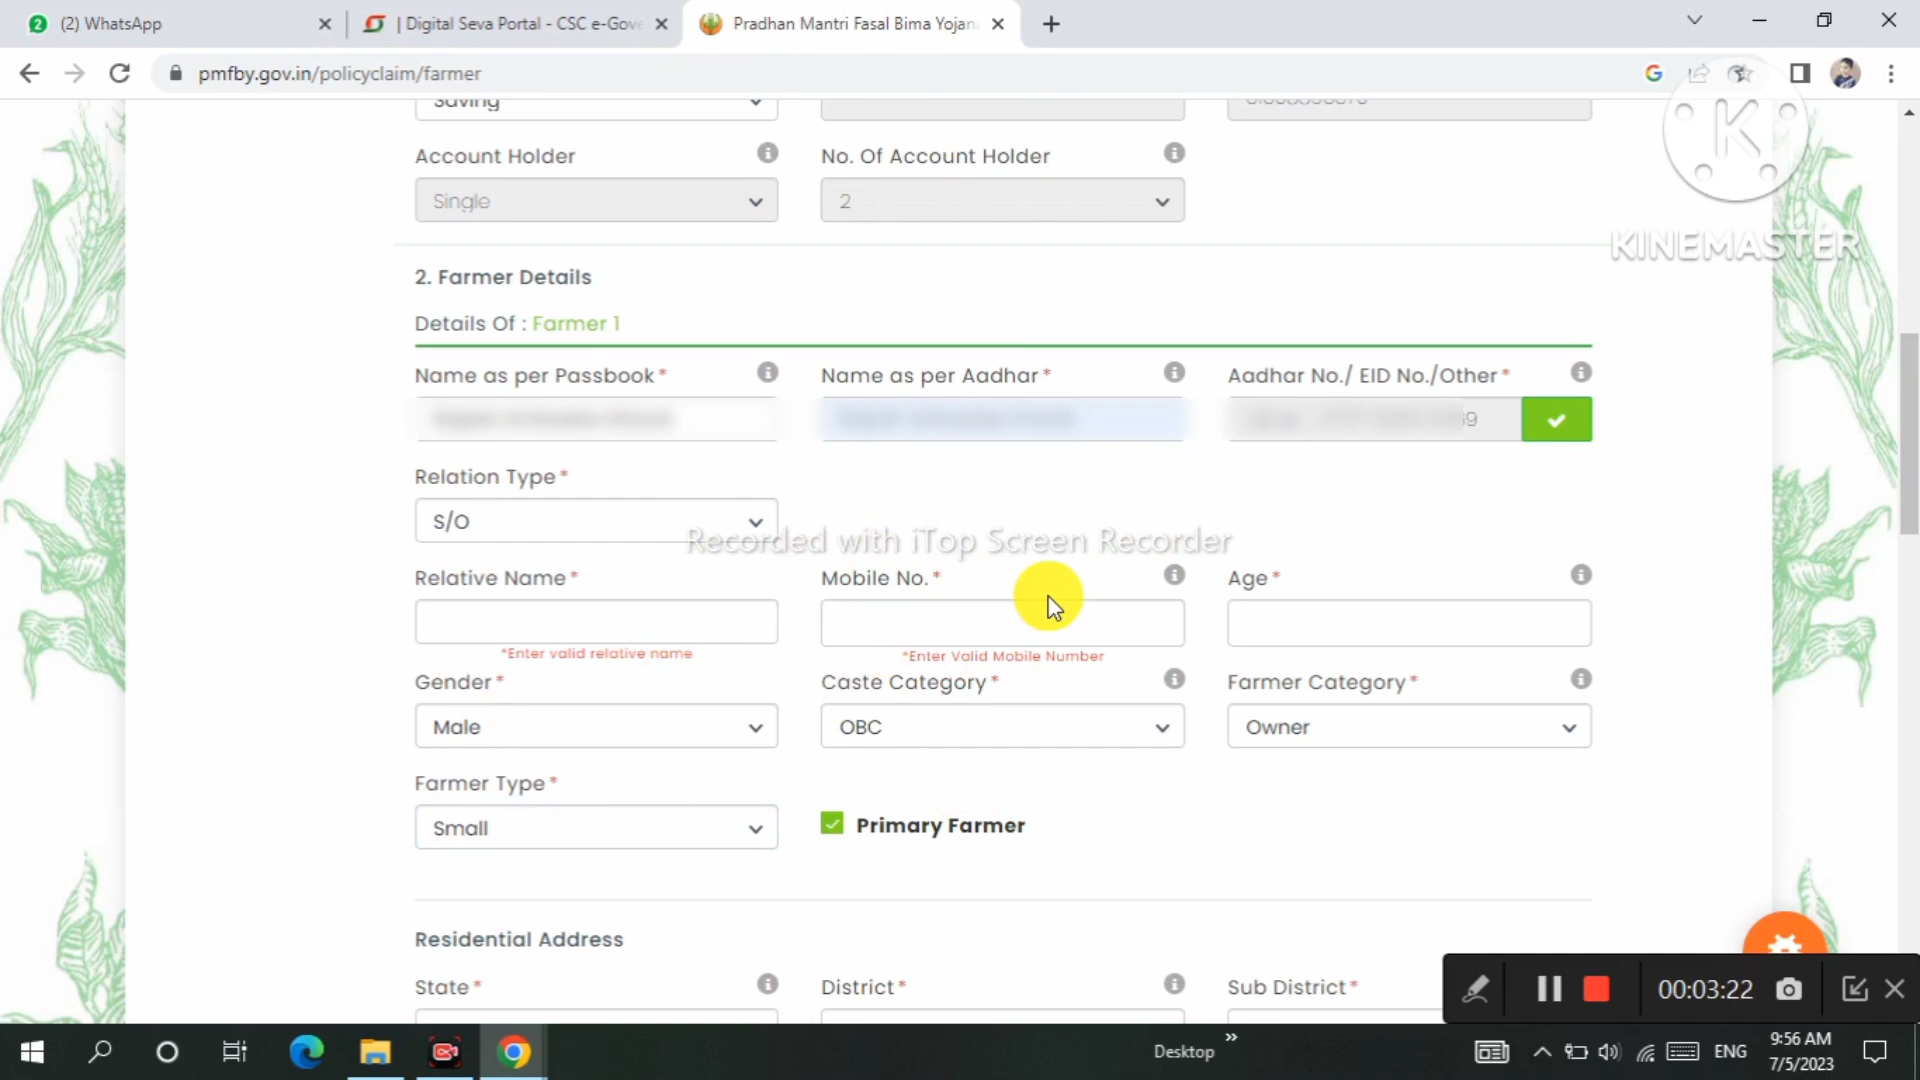 (2) WhatsApp
| Digital Seva Portal - CSC e-Gove
Pradhan Mantri Fasal Bima Yojan
pmfby.gov.in/policyclaim/farmer
Saving
Account Holder
No. Of Account Holder
Single
2
KINEMASTER
2. Farmer Details
Details Of : Farmer 1
Name as per Passbook*
Name as per Aadhar*
Aadhar No./ EID No./Other*
Relation Type*
S/O
Recorded with iTop Screen Recorder
Relative Name*
Mobile No.*
Age*
*Enter valid relative name
*Enter Valid Mobile Number
Gender*
Caste Category*
Farmer Category*
Male
OBC
Owner
Farmer Type*
Small
Primary Farmer
Residential Address
State*
District*
Sub District*
00:03:22
Desktop
ENG
9:56 AM
7/5/2023